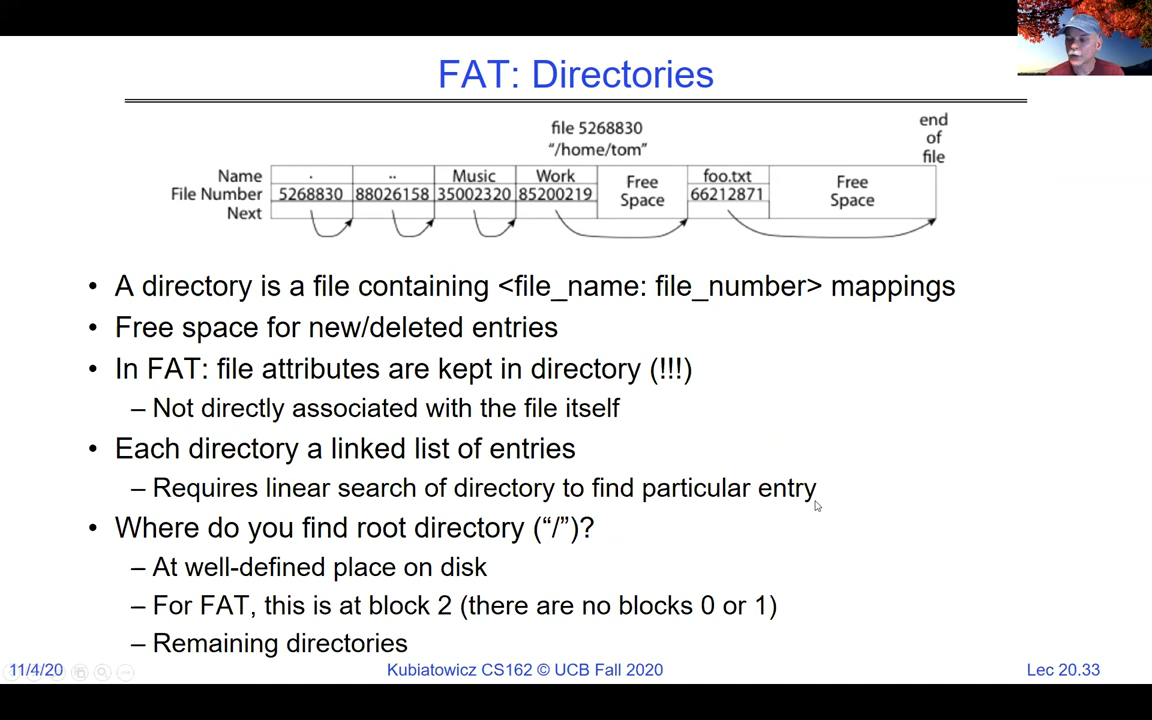 FAT: Directories
file 5268830
"/home/tom"
end
of
file
Name . .. Music Work Free Space foo.txt Free Space
File Number 5268830 88026158 35002320 85200219 66212871
Next
• A directory is a file containing <file_name: file_number> mappings
• Free space for new/deleted entries
• In FAT: file attributes are kept in directory (!!!)
– Not directly associated with the file itself
• Each directory a linked list of entries
– Requires linear search of directory to find particular entry
• Where do you find root directory (“/”)?
– At well-defined place on disk
– For FAT, this is at block 2 (there are no blocks 0 or 1)
– Remaining directories
11/4/20 Kubiatowicz CS162 © UCB Fall 2020 Lec 20.33